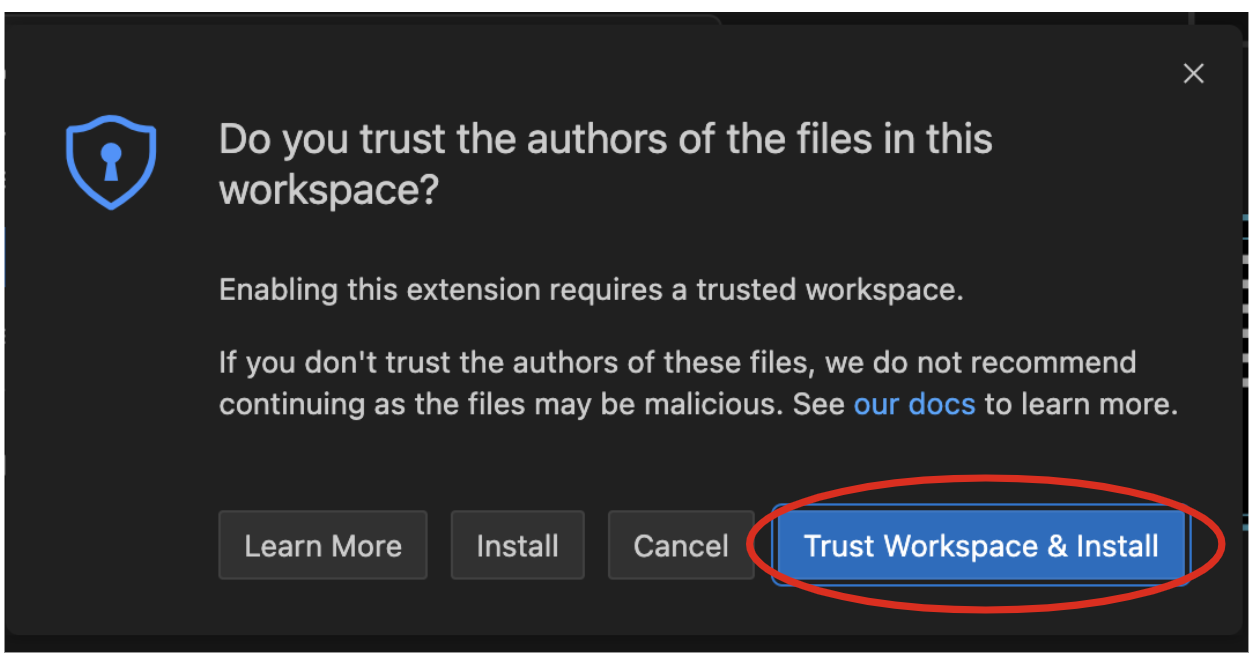 Do you trust the authors of the files in this
workspace?
Enabling this extension requires a trusted workspace.
If you don't trust the authors of these files, we do not recommend
continuing as the files may be malicious. See our docs to learn more.
Learn More Install Cancel Trust Workspace & Install